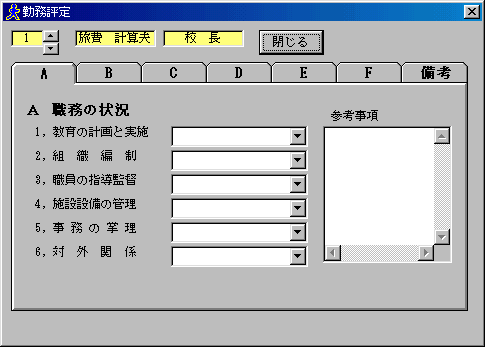 勤務評定
1 旅費 計算夫 校 長 閉じる
A B C D E F 備考
A 職務の状況
参考事項
1, 教育の計画と実施
2, 組 織 編 制
3, 職員の指導監督
4, 施設設備の管理
5, 事 務 の 掌 理
6, 対 外 関 係